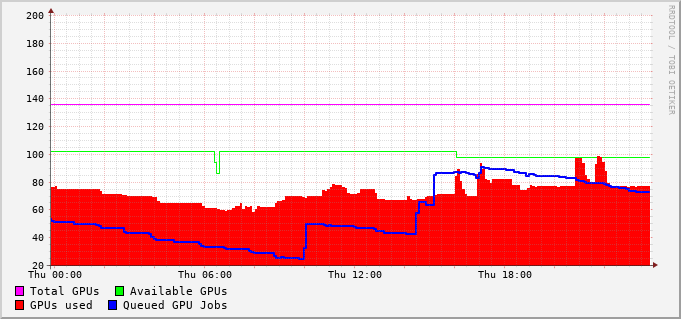 200
180
160
140
120
100
80
60
40
20
Thu 00:00 Thu 06:00 Thu 12:00 Thu 18:00
Total GPUs Available GPUs
GPUs used Queued GPU Jobs
RRDTOOL / TOBI OETIKER